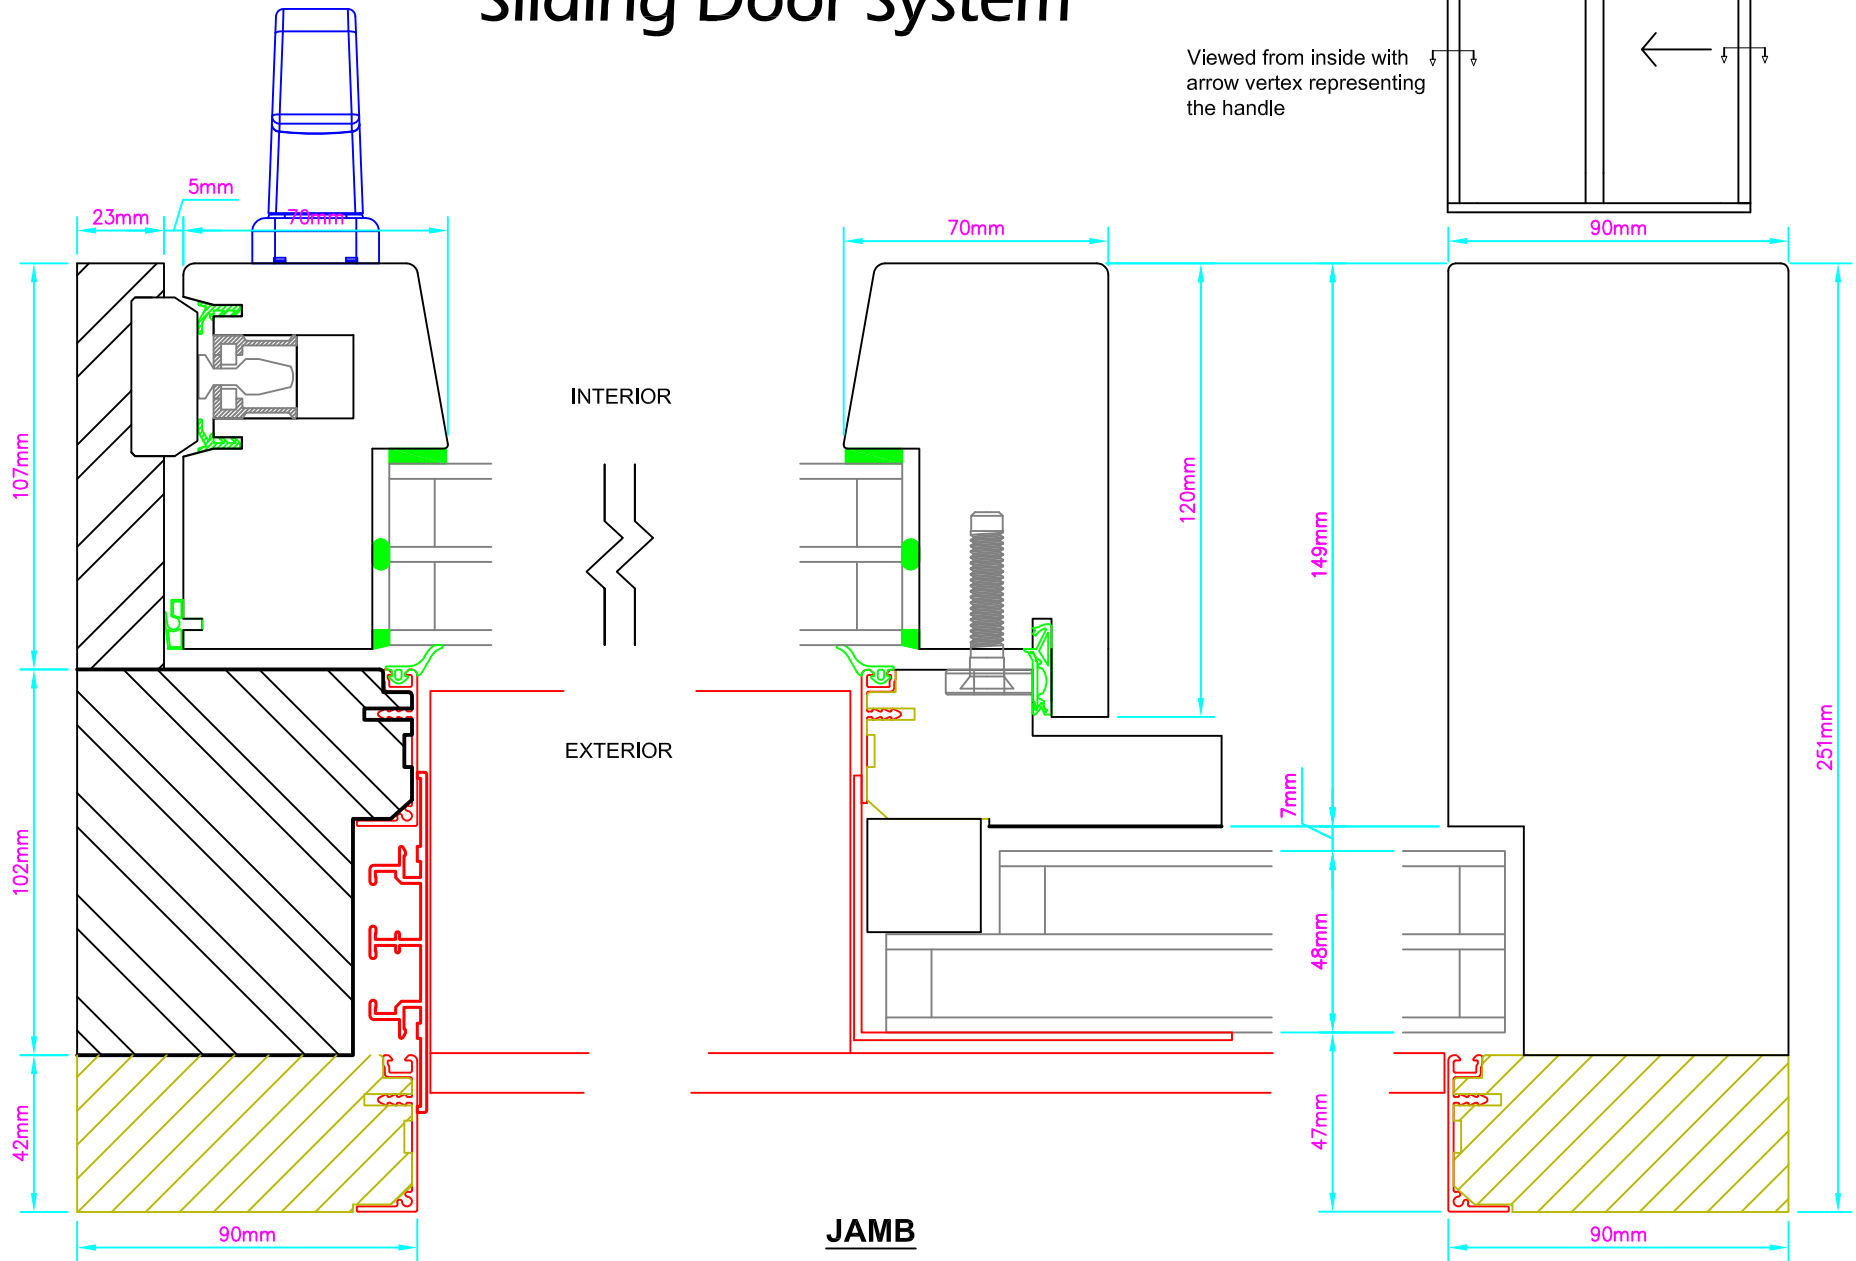 Sliding Door System
Viewed from inside with
arrow vertex representing
the handle
5mm
23mm
70mm
70mm
90mm
INTERIOR
107mm
120mm
149mm
EXTERIOR
251mm
7mm
102mm
48mm
42mm
47mm
90mm
JAMB
90mm